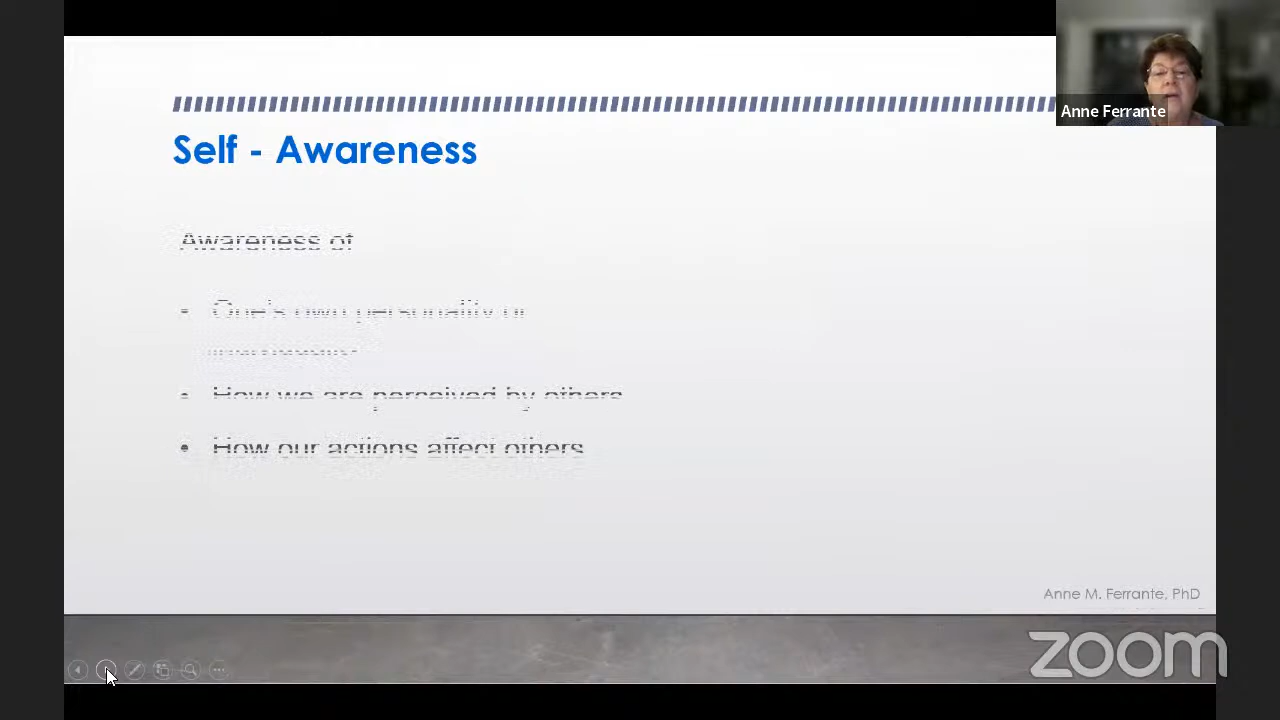 Anne Ferrante
Self - Awareness
Awareness of
• One's own personality or
individuality
• How we are perceived by others
• How our actions affect others
Anne M. Ferrante, PhD
zoom